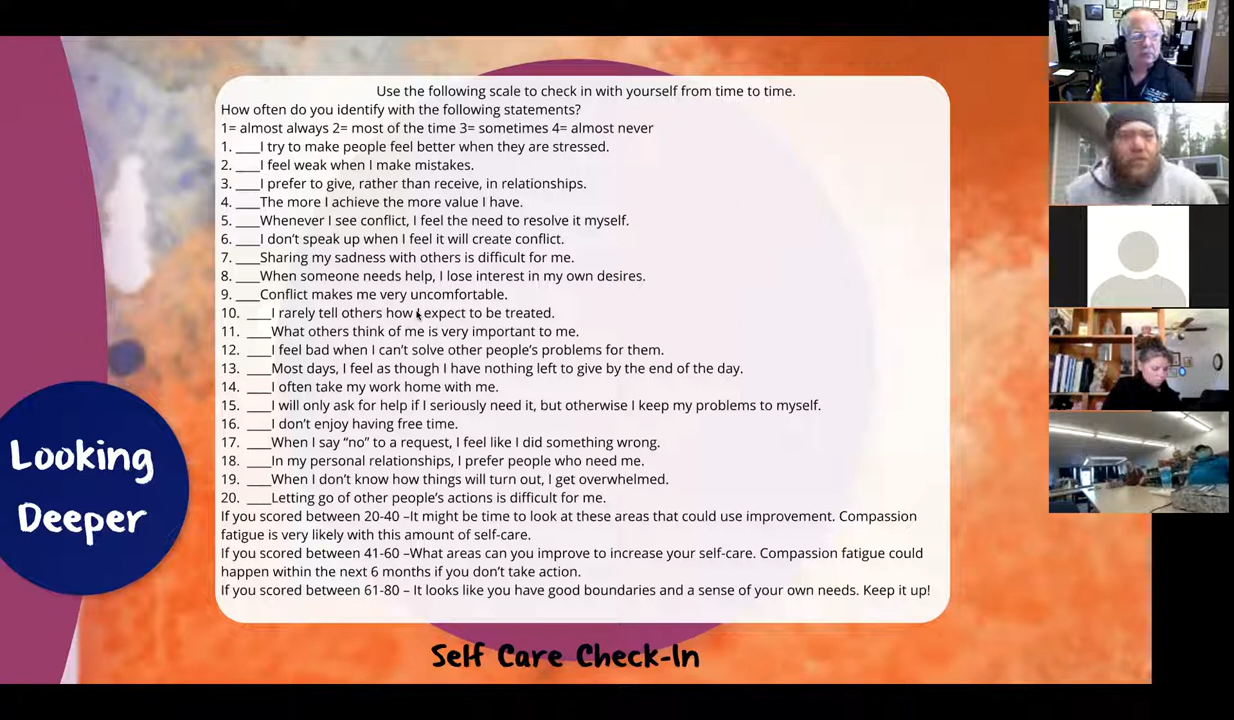 Use the following scale to check in with yourself from time to time.
How often do you identify with the following statements?
1= almost always 2= most of the time 3= sometimes 4= almost never
1. ____I try to make people feel better when they are stressed.
2. ____I feel weak when I make mistakes.
3. ____I prefer to give, rather than receive, in relationships.
4. ____The more I achieve the more value I have.
5. ____Whenever I see conflict, I feel the need to resolve it myself.
6. ____I don’t speak up when I feel it will create conflict.
7. ____Sharing my sadness with others is difficult for me.
8. ____When someone needs help, I lose interest in my own desires.
9. ____Conflict makes me very uncomfortable.
10. ____I rarely tell others how I expect to be treated.
11. ____What others think of me is very important to me.
12. ____I feel bad when I can’t solve other people’s problems for them.
13. ____Most days, I feel as though I have nothing left to give by the end of the day.
14. ____I often take my work home with me.
15. ____I will only ask for help if I seriously need it, but otherwise I keep my problems to myself.
16. ____I don’t enjoy having free time.
17. ____When I say “no” to a request, I feel like I did something wrong.
18. ____In my personal relationships, I prefer people who need me.
19. ____When I don’t know how things will turn out, I get overwhelmed.
20. ____Letting go of other people’s actions is difficult for me.
If you scored between 20-40 –It might be time to look at these areas that could use improvement. Compassion
fatigue is very likely with this amount of self-care.
If you scored between 41-60 –What areas can you improve to increase your self-care. Compassion fatigue could
happen within the next 6 months if you don’t take action.
If you scored between 61-80 – It looks like you have good boundaries and a sense of your own needs. Keep it up!
Looking
Deeper
Self Care Check-In